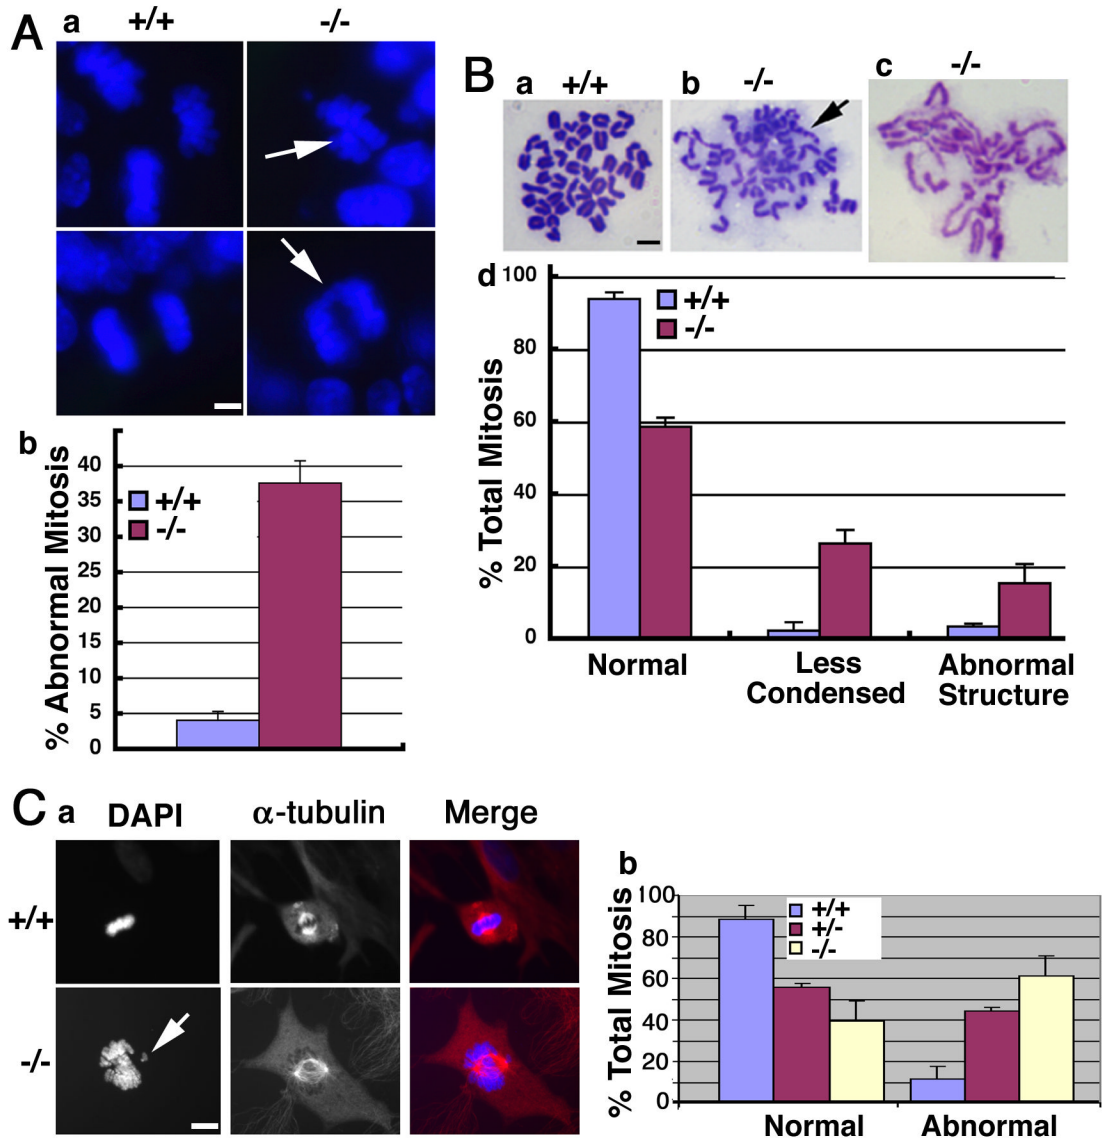 A a +/+ -/-
b
% Abnormal Mitosis
40
35
30
25
20
15
10
5
0
+/+
-/-
B a +/+ b -/- c -/-
d
% Total Mitosis
100
80
60
40
20
0
+/+
-/-
Normal
Less
Condensed
Abnormal
Structure
C a DAPI α-tubulin Merge
+/+
-/-
b
% Total Mitosis
100
80
60
40
20
0
+/+
+/-
-/-
Normal Abnormal